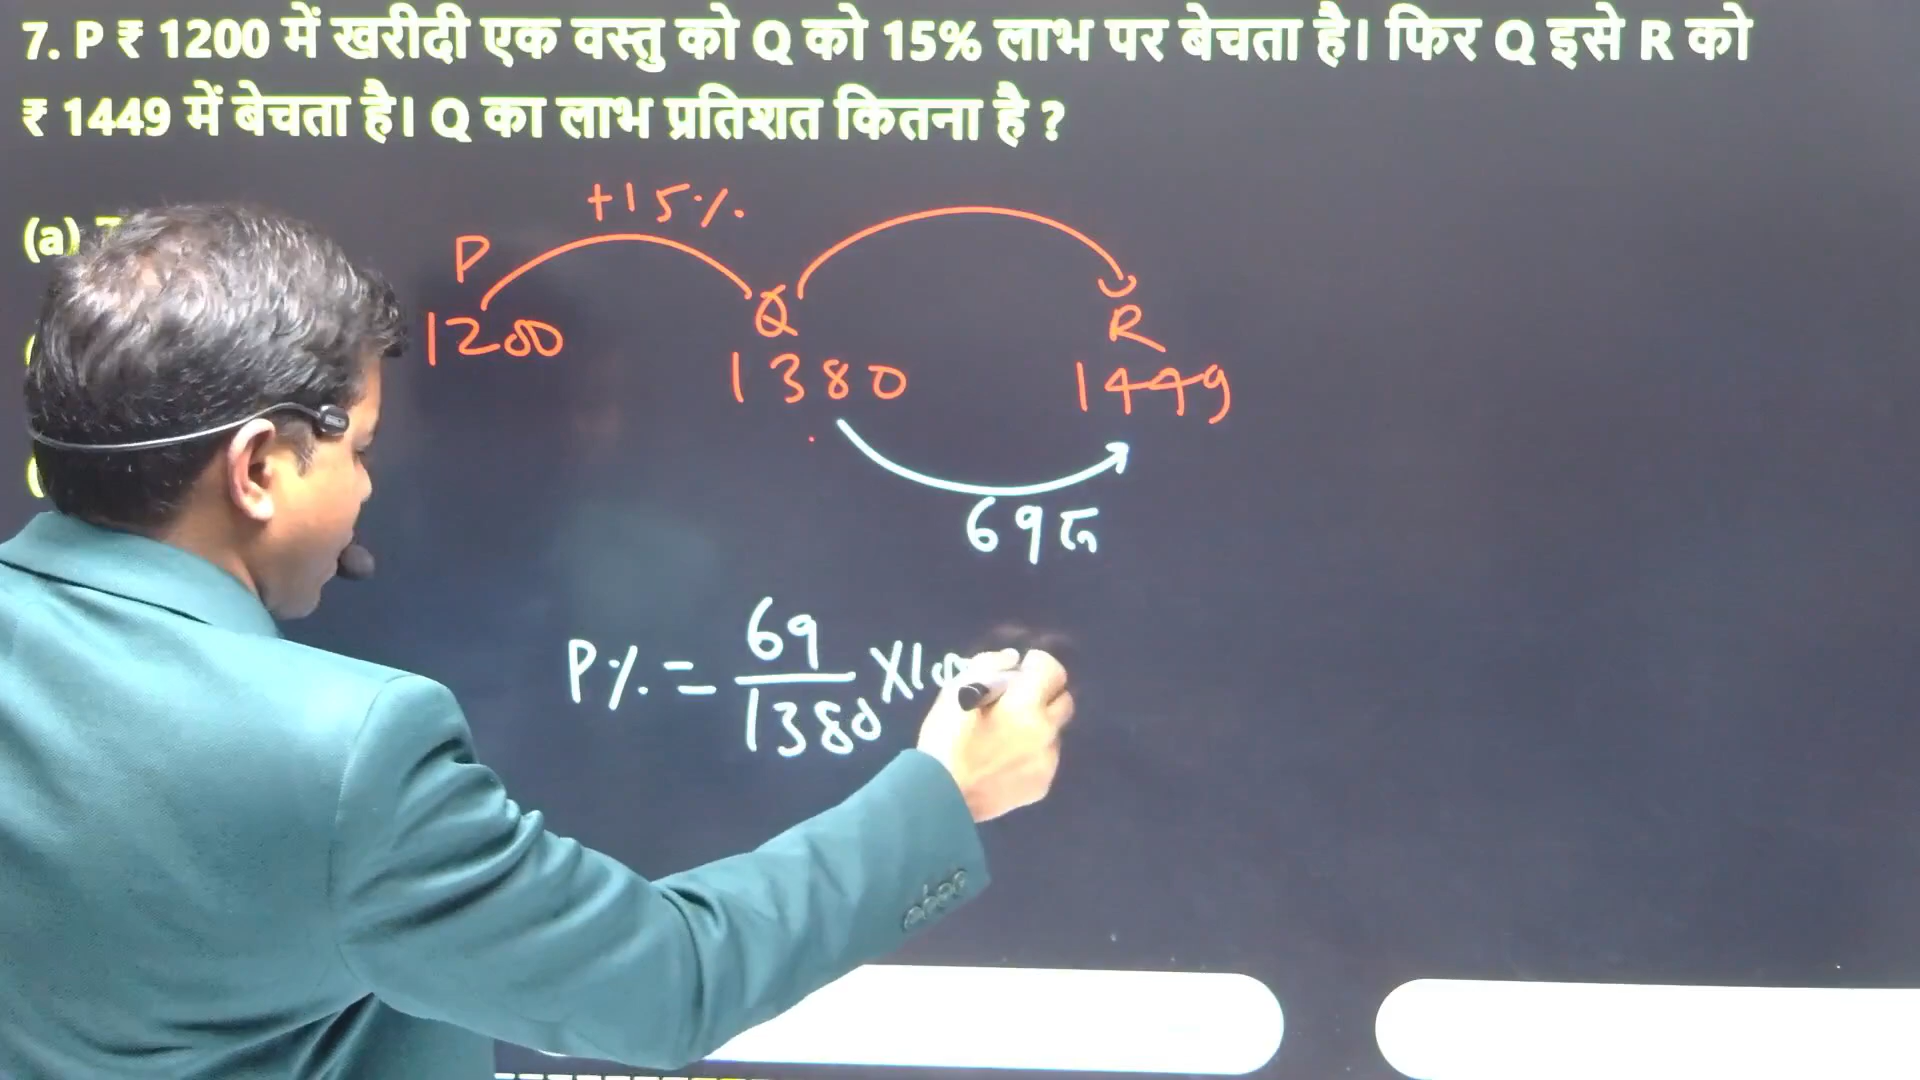 7. P ₹ 1200 में खरीदी एक वस्तु को Q को 15% लाभ पर बेचता है। फिर Q इसे R को
₹ 1449 में बेचता है। Q का लाभ प्रतिशत कितना है ?
(a)
+15%
P
Q
R
1200
1380
1449
69 रु
P% = 69/1380 ×